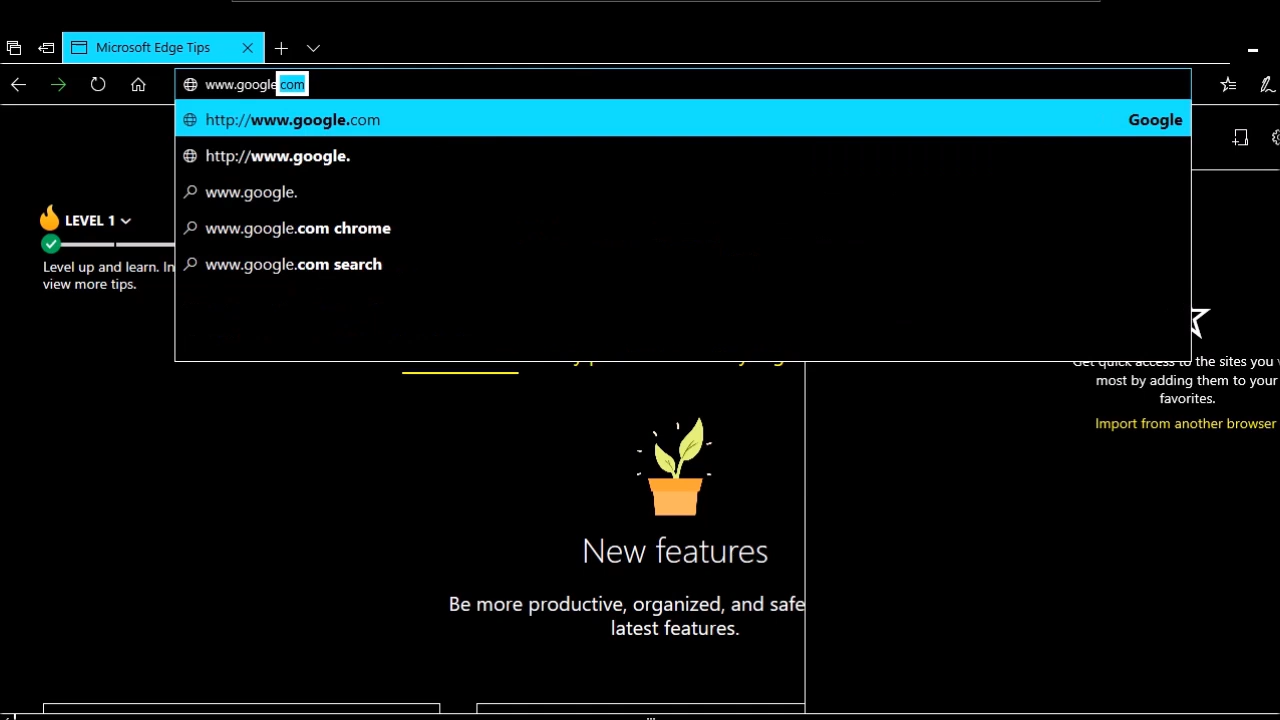 Microsoft Edge Tips
www.google.com
http://www.google.com Google
http://www.google.
www.google.
www.google.com chrome
www.google.com search
LEVEL 1
Level up and learn. In
view more tips.
Get quick access to the sites you
most by adding them to your
favorites.
Import from another browser
New features
Be more productive, organized, and safe
latest features.